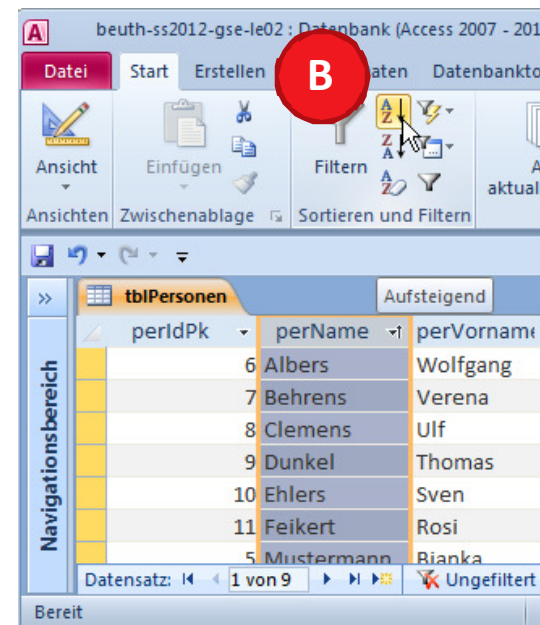 beuth-ss2012-gse-le02 : Datenbank (Access 2007 - 201
Datei Start Erstellen B aten Datenbankto
Ansicht Einfügen Filtern aktual
Ansichten Zwischenablage Sortieren und Filtern
tblPersonen Aufsteigend
perIdPk perName perVorname
6 Albers Wolfgang
7 Behrens Verena
8 Clemens Ulf
9 Dunkel Thomas
10 Ehlers Sven
11 Feikert Rosi
5 Mustermann Bianka
Navigationsbereich
Datensatz: 1 von 9 Ungefiltert
Bereit